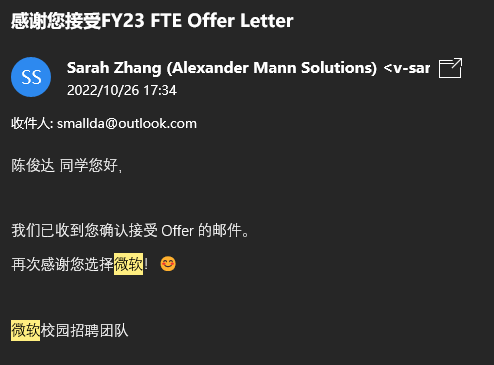 感谢您接受FY23 FTE Offer Letter
SS
Sarah Zhang (Alexander Mann Solutions) <v-sar
2022/10/26 17:34
收件人: smallda@outlook.com
陈俊达 同学您好,
我们已收到您确认接受 Offer 的邮件。
再次感谢您选择微软！😊
微软校园招聘团队